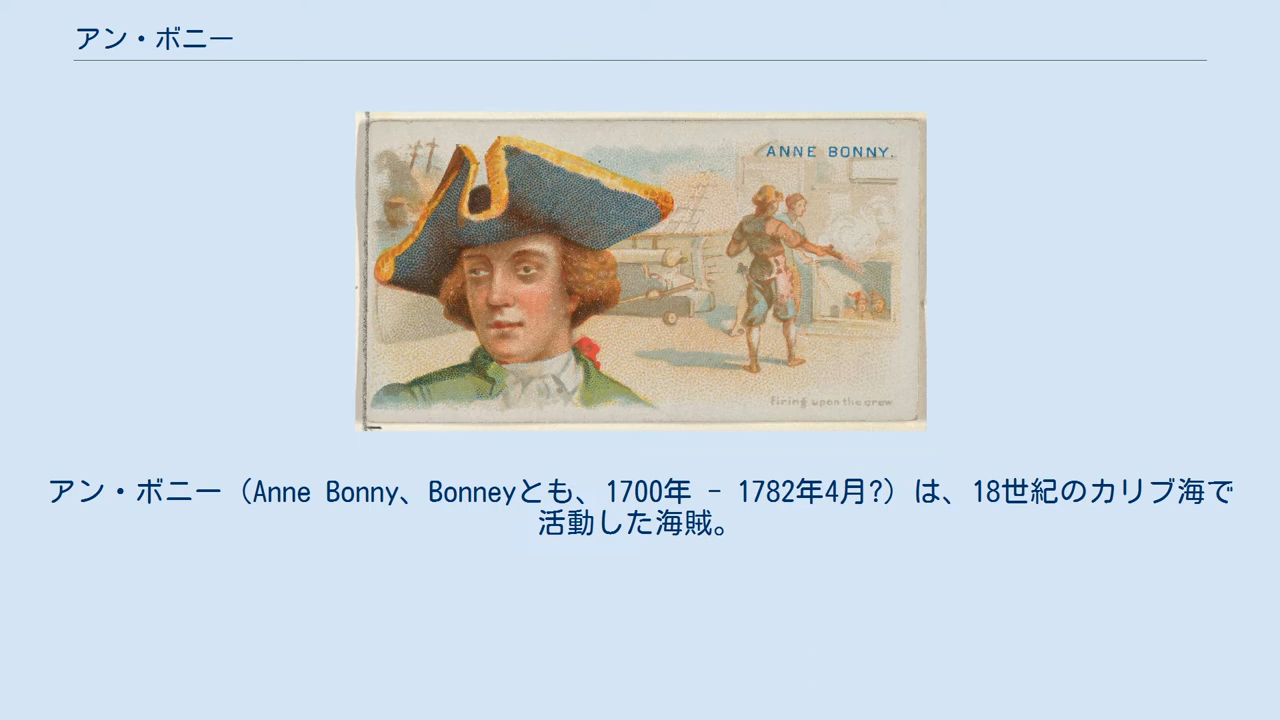 アン・ボニー
ANNE BONNY.
Firing upon the crew
アン・ボニー（Anne Bonny、Bonneyとも、1700年 - 1782年4月?）は、18世紀のカリブ海で
活動した海賊。